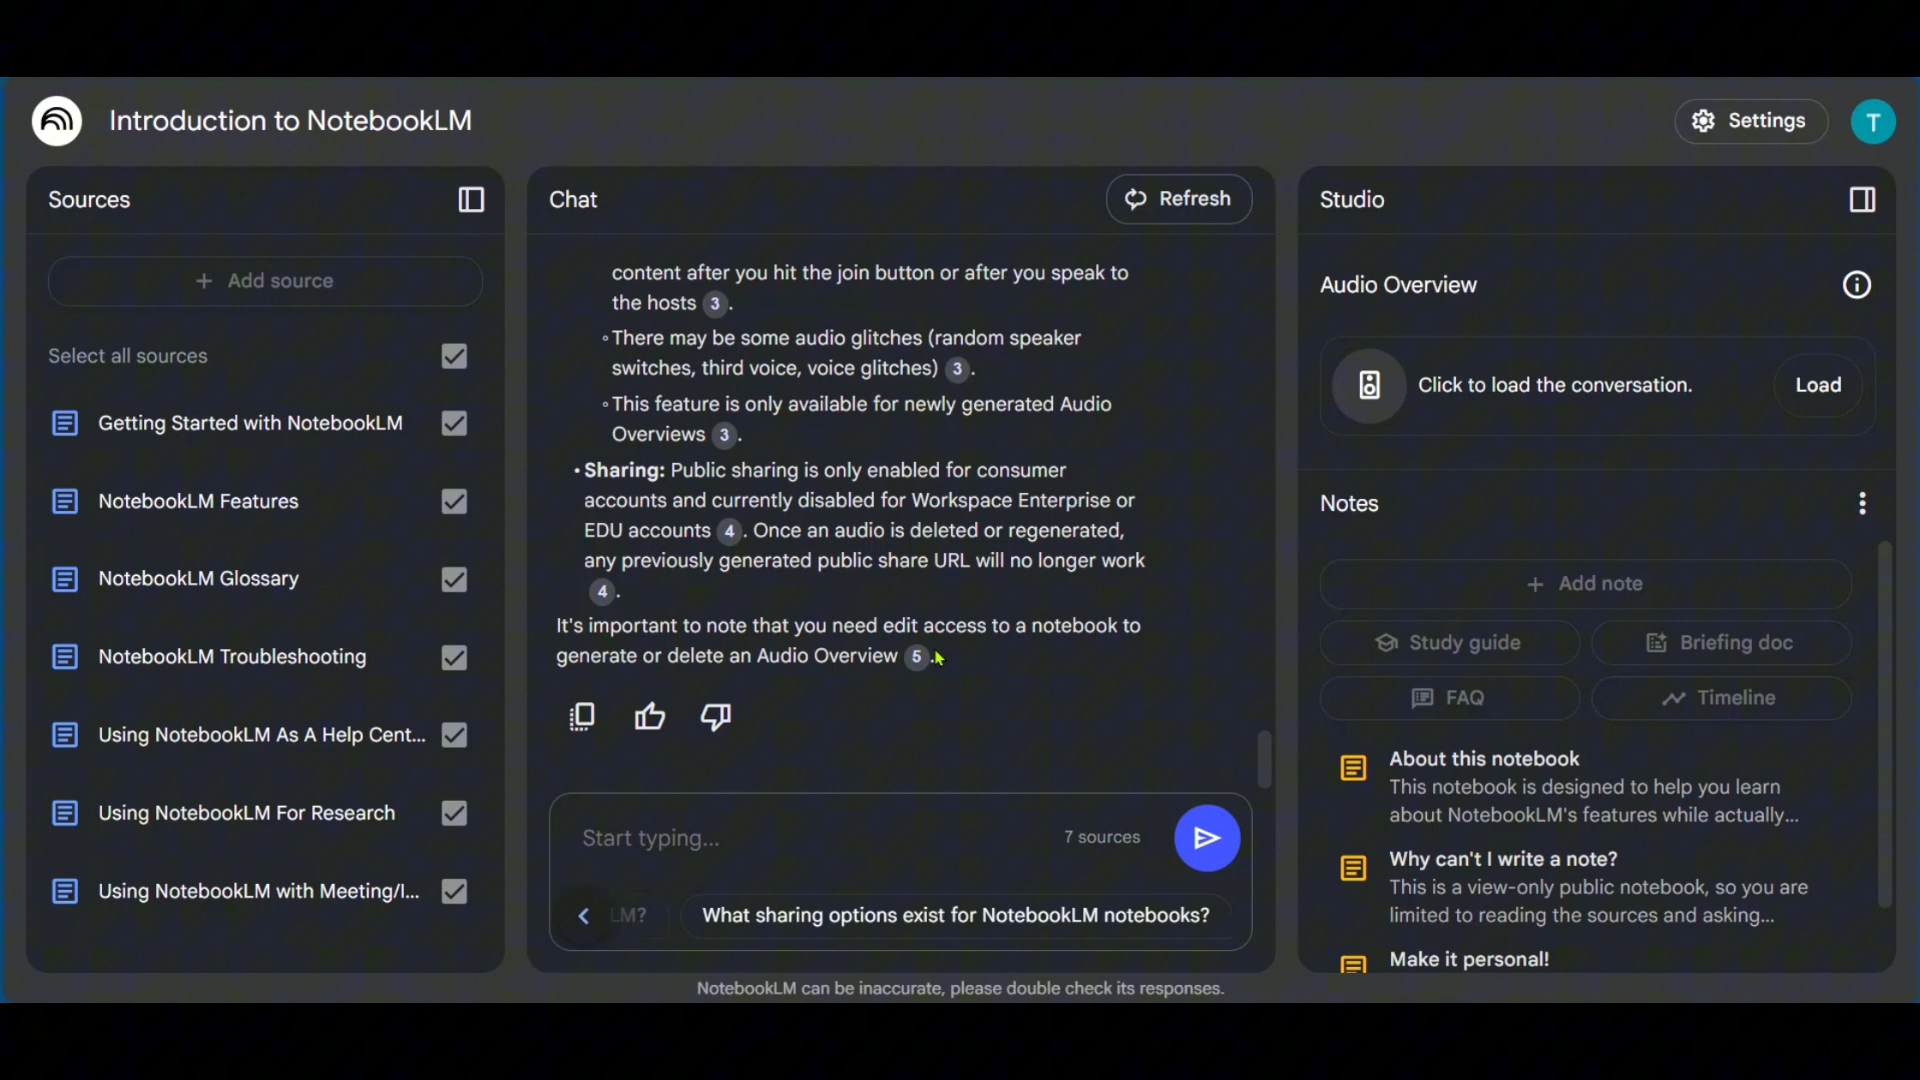 Introduction to NotebookLM
Settings
T
Sources
Add source
Select all sources
Getting Started with NotebookLM
NotebookLM Features
NotebookLM Glossary
NotebookLM Troubleshooting
Using NotebookLM As A Help Cent...
Using NotebookLM For Research
Using NotebookLM with Meeting/I...
Chat
Refresh
content after you hit the join button or after you speak to
the hosts 3.
◦There may be some audio glitches (random speaker
switches, third voice, voice glitches) 3.
◦This feature is only available for newly generated Audio
Overviews 3.
• Sharing: Public sharing is only enabled for consumer
accounts and currently disabled for Workspace Enterprise or
EDU accounts 4. Once an audio is deleted or regenerated,
any previously generated public share URL will no longer work
4.
It's important to note that you need edit access to a notebook to
generate or delete an Audio Overview 5.
Start typing...
7 sources
LM?
What sharing options exist for NotebookLM notebooks?
Studio
Audio Overview
Click to load the conversation.
Load
Notes
Add note
Study guide
Briefing doc
FAQ
Timeline
About this notebook
This notebook is designed to help you learn
about NotebookLM's features while actually...
Why can't I write a note?
This is a view-only public notebook, so you are
limited to reading the sources and asking...
Make it personal!
NotebookLM can be inaccurate, please double check its responses.